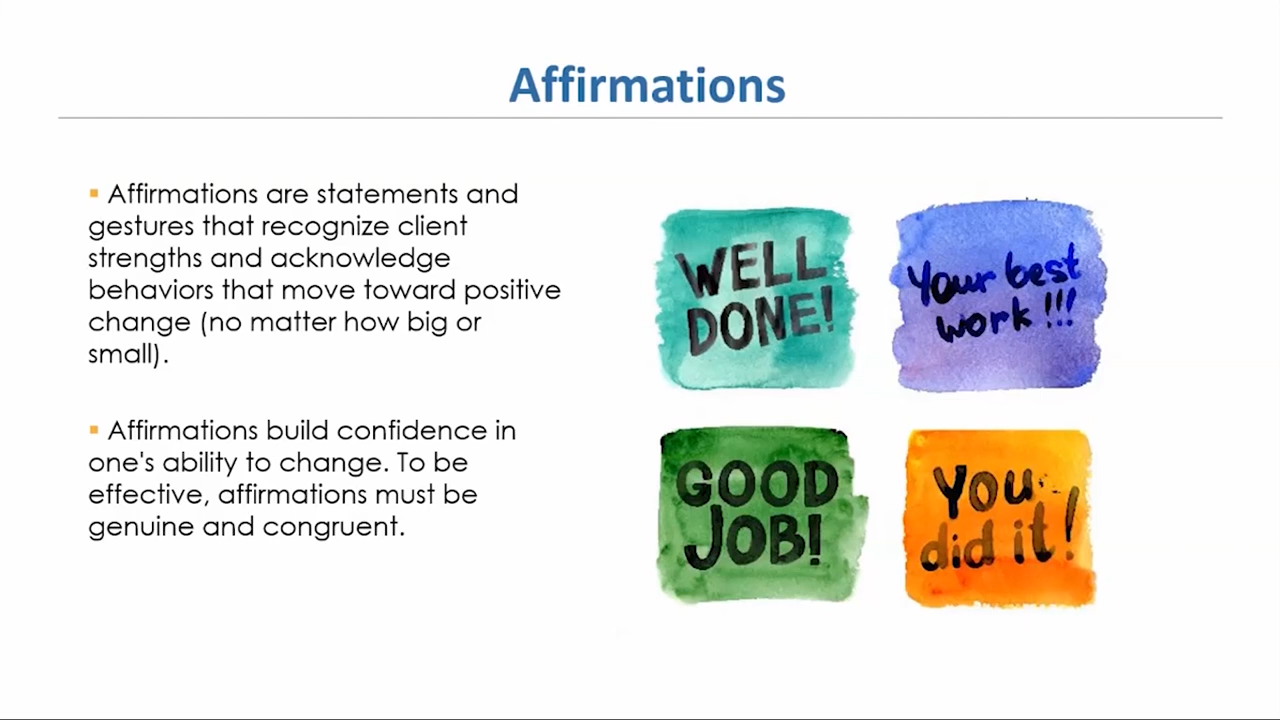 Affirmations
▪ Affirmations are statements and
gestures that recognize client
strengths and acknowledge
behaviors that move toward positive
change (no matter how big or
small).
▪ Affirmations build confidence in
one's ability to change. To be
effective, affirmations must be
genuine and congruent.
WELL
DONE!
Your best
work!!!
GOOD
JOB!
You
did it!